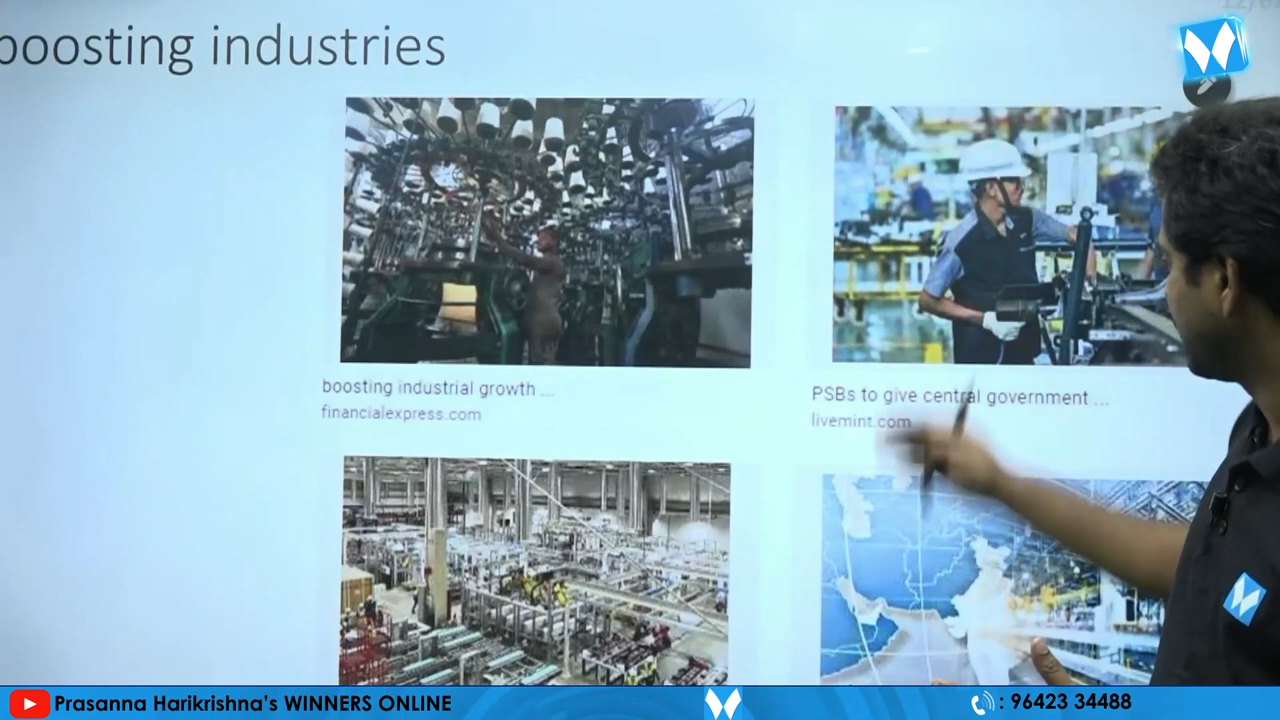 boosting industries
boosting industrial growth ...
financialexpress.com
PSBs to give central government ...
livemint.com
Prasanna Harikrishna's WINNERS ONLINE
: 96423 34488